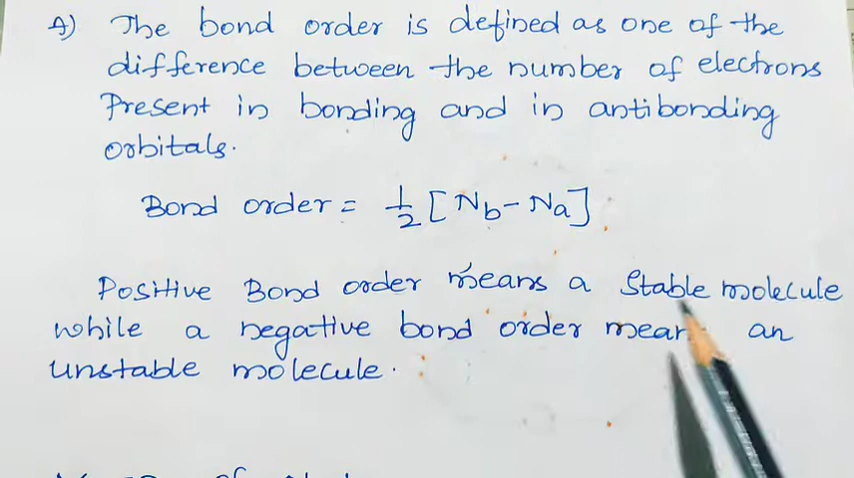 A) The bond order is defined as one of the
difference between the number of electrons
Present in bonding and in antibonding
orbitals.
Bond order = 1/2 [Nb - Na]
Positive Bond order means a stable molecule
while a negative bond order mean an
unstable molecule.